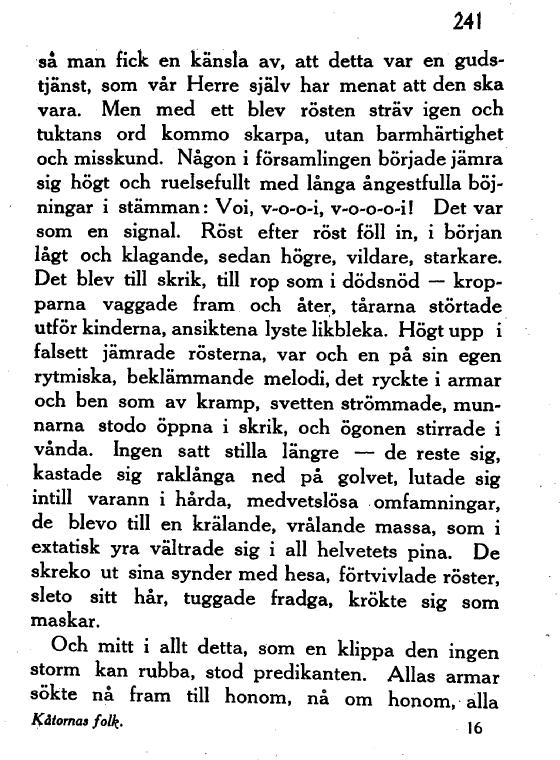 241
så man fick en känsla av, att detta var en guds-
tjänst, som vår Herre själv har menat att den ska
vara. Men med ett blev rösten sträv igen och
tuktans ord kommo skarpa, utan barmhärtighet
och misskund. Någon i församlingen började jämra
sig högt och ruelsefullt med långa ångestfulla böj-
ningar i stämman: Voi, v-o-o-i, v-o-o-o-i! Det var
som en signal. Röst efter röst föll in, i början
lågt och klagande, sedan högre, vildare, starkare.
Det blev till skrik, till rop som i dödsnöd — krop-
parna vaggade fram och åter, tårarna störtade
utför kinderna, ansiktena lyste likbleka. Högt upp i
falsett jämrade rösterna, var och en på sin egen
rytmiska, beklämmande melodi, det ryckte i armar
och ben som av kramp, svetten strömmade, mun-
narna stodo öppna i skrik, och ögonen stirrade i
vånda. Ingen satt stilla längre — de reste sig,
kastade sig raklånga ned på golvet, lutade sig
intill varann i hårda, medvetslösa omfamningar,
de blevo till en krälande, vrålande massa, som i
extatisk yra vältrade sig i all helvetets pina. De
skreko ut sina synder med hesa, förtvivlade röster,
sleto sitt hår, tuggade fradga, krökte sig som
maskar.
Och mitt i allt detta, som en klippa den ingen
storm kan rubba, stod predikanten. Allas armar
sökte nå fram till honom, nå om honom, alla
Kåtornas folk.
16